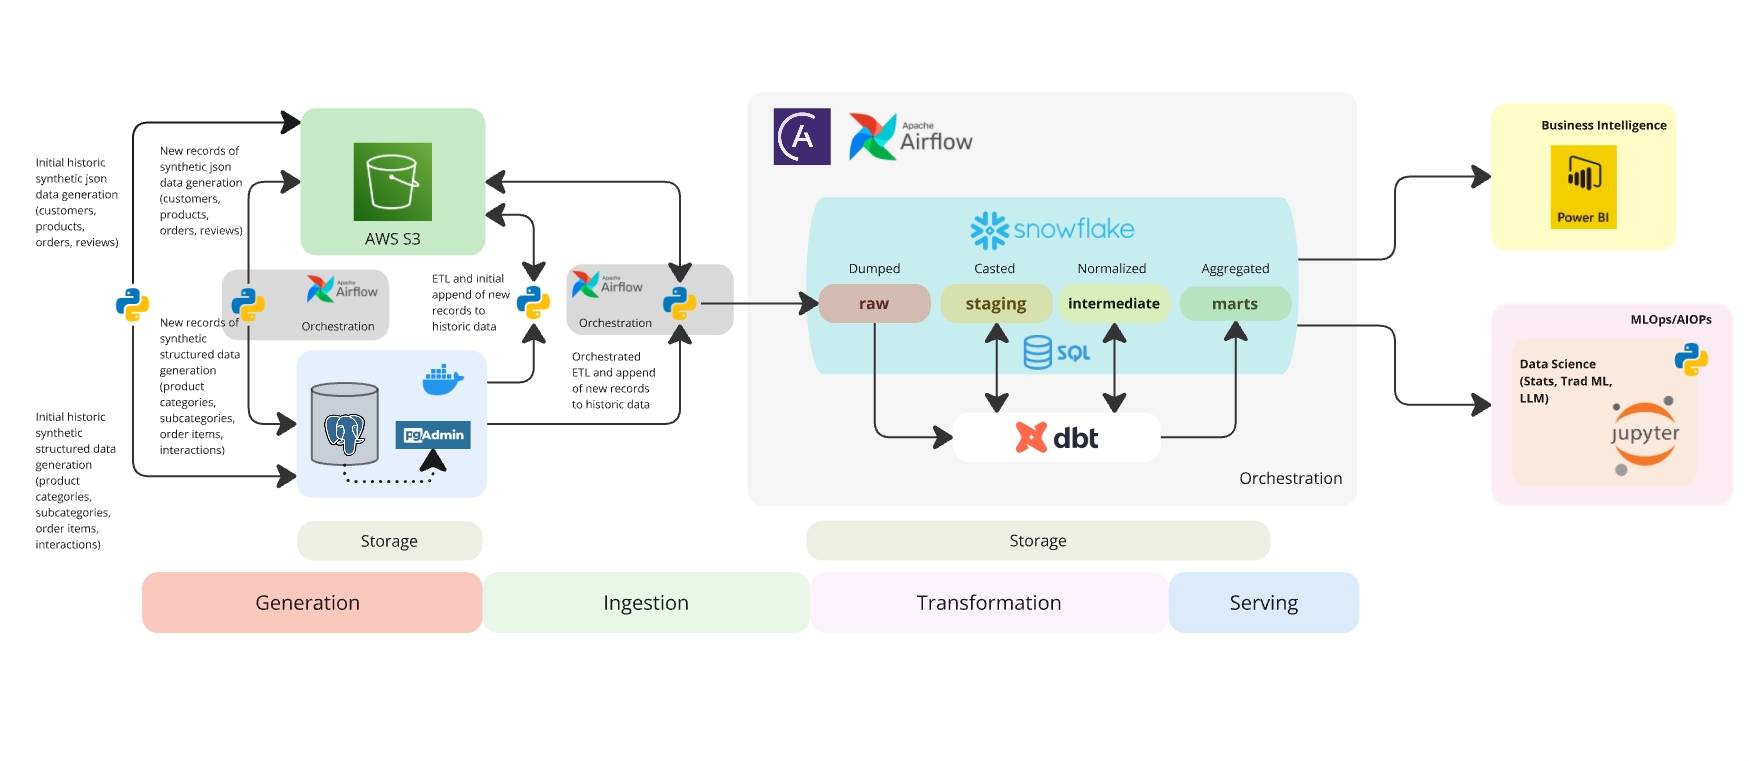 Initial historic
synthetic json
data generation
(customers,
products,
orders, reviews)
New records of
synthetic json
data generation
(customers,
products,
orders, reviews)
AWS S3
Apache
Airflow
Orchestration
New records of
synthetic
structured data
generation
(product
categories,
subcategories,
order items,
interactions)
Initial historic
synthetic
structured data
generation
(product
categories,
subcategories,
order items,
interactions)
pgAdmin
ETL and initial
append of new
records to
historic data
Apache
Airflow
Orchestration
Orchestrated
ETL and append
of new records
to historic data
A
Apache
Airflow
snowflake
Dumped
Casted
Normalized
Aggregated
raw
staging
intermediate
marts
SQL
dbt
Orchestration
Business Intelligence
Power BI
MLOps/AIOPs
Data Science
(Stats, Trad ML,
LLM)
jupyter
Storage
Storage
Generation
Ingestion
Transformation
Serving